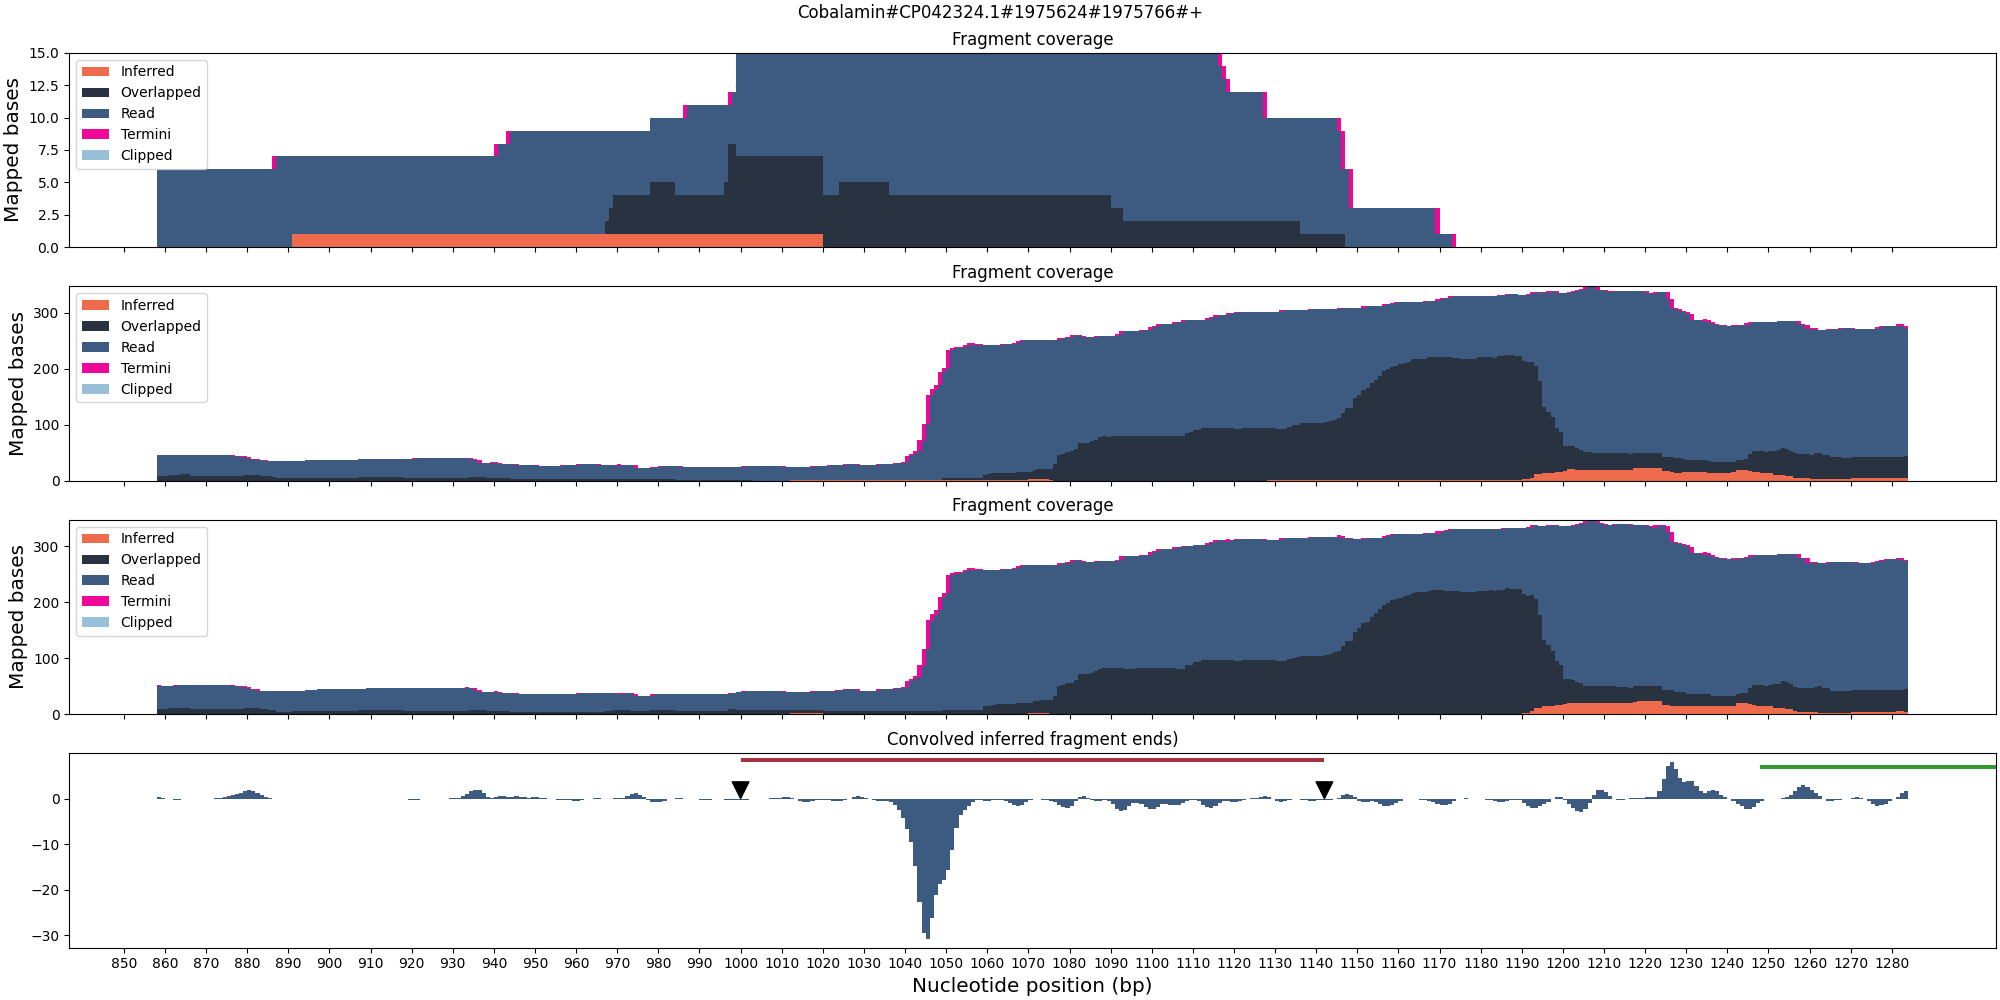 Cobalamin#CP042324.1#1975624#1975766#+
Fragment coverage
Mapped bases
15.0
12.5
10.0
7.5
5.0
2.5
0.0
Inferred
Overlapped
Read
Termini
Clipped
Fragment coverage
Mapped bases
300
200
100
0
Inferred
Overlapped
Read
Termini
Clipped
Fragment coverage
Mapped bases
300
200
100
0
Inferred
Overlapped
Read
Termini
Clipped
Convolved inferred fragment ends)
0
−10
−20
−30
850 860 870 880 890 900 910 920 930 940 950 960 970 980 990 1000 1010 1020 1030 1040 1050 1060 1070 1080 1090 1100 1110 1120 1130 1140 1150 1160 1170 1180 1190 1200 1210 1220 1230 1240 1250 1260 1270 1280
Nucleotide position (bp)